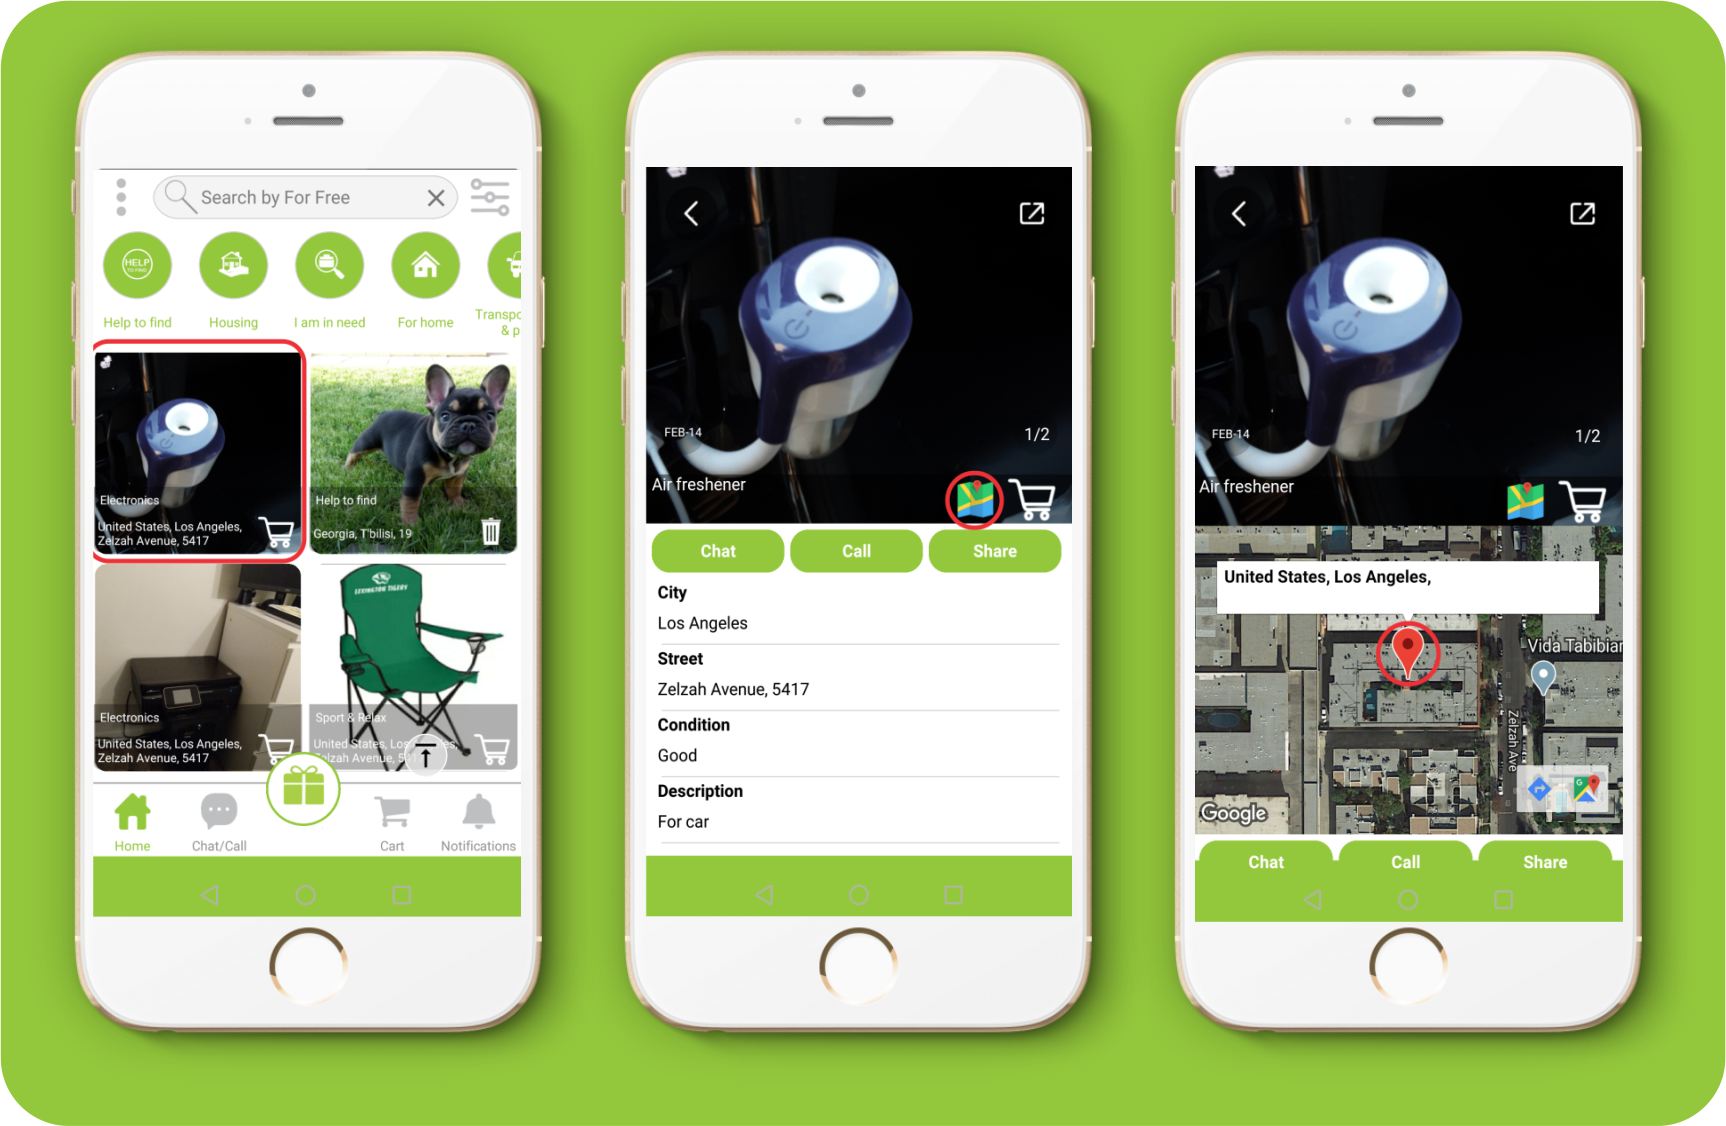 Search by For Free
HELP
TO FIND
Help to find
Housing
I am in need
For home
Transpo
& p
Electronics
United States, Los Angeles,
Zelzah Avenue, 5417
Help to find
Georgia, T'bilisi, 19
Electronics
United States, Los Angeles,
Zelzah Avenue, 5417
LEXINGTON TIGERS
Sport & Relax
United States, Los
Zelzah Avenue, 5417
Home
Chat/Call
Cart
Notifications
FEB-14
1/2
Air freshener
Chat
Call
Share
City
Los Angeles
Street
Zelzah Avenue, 5417
Condition
Good
Description
For car
FEB-14
1/2
Air freshener
United States, Los Angeles,
Vida Tabibian
Zelzah Ave
G
Google
Chat
Call
Share